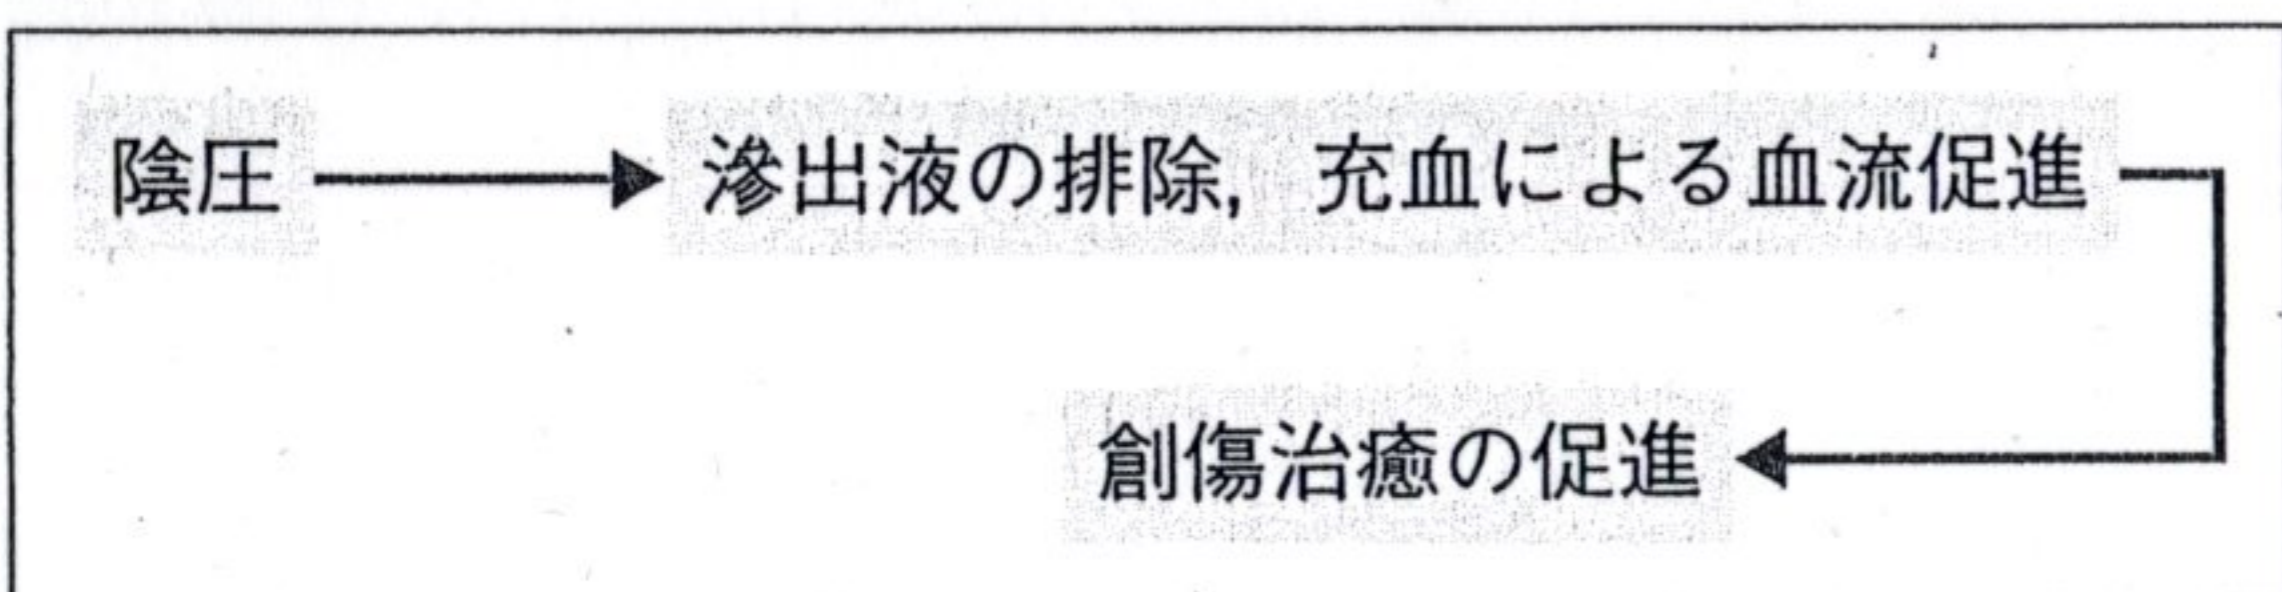 陰圧
滲出液の排除，充血による血流促進
創傷治癒の促進